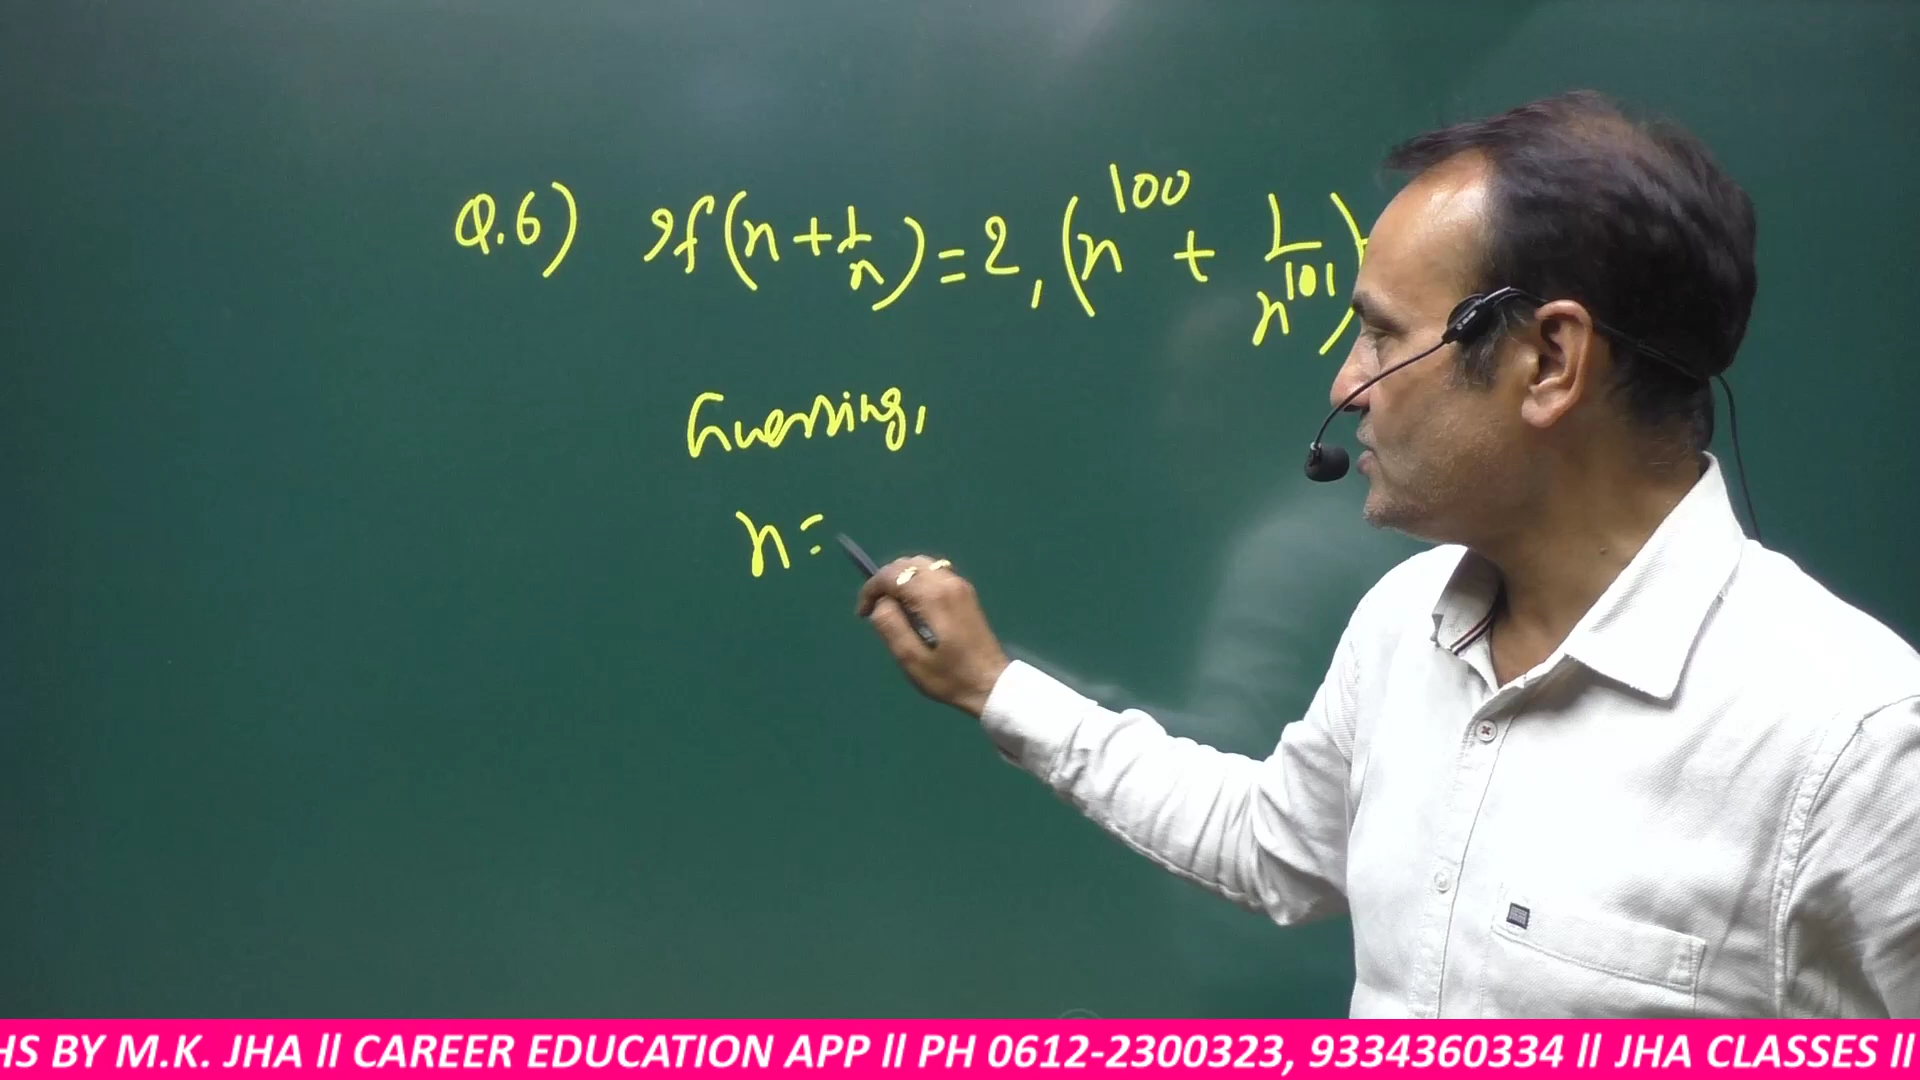 Q.6) If (n + 1/n) = 2, (n^100 + 1/n^101)
Guessing,
n =
HS BY M.K. JHA ll CAREER EDUCATION APP ll PH 0612-2300323, 9334360334 ll JHA CLASSES ll